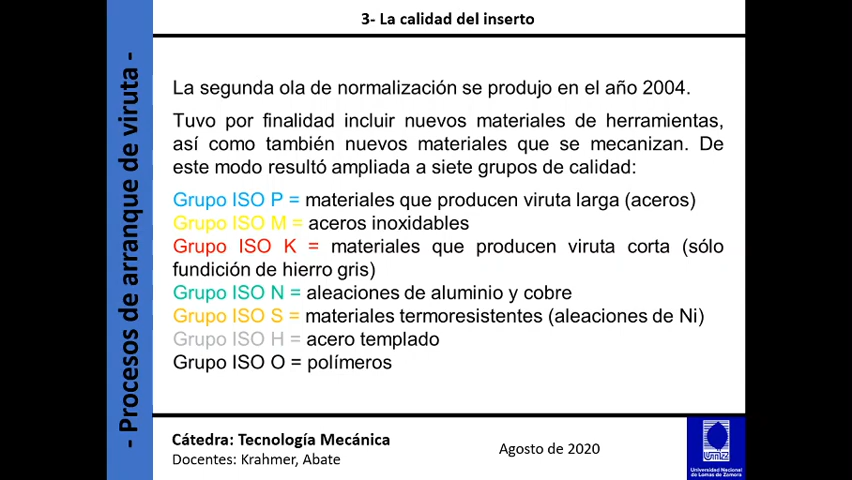 3- La calidad del inserto
- Procesos de arranque de viruta -
La segunda ola de normalización se produjo en el año 2004.
Tuvo por finalidad incluir nuevos materiales de herramientas,
así como también nuevos materiales que se mecanizan. De
este modo resultó ampliada a siete grupos de calidad:
Grupo ISO P = materiales que producen viruta larga (aceros)
Grupo ISO M = aceros inoxidables
Grupo ISO K = materiales que producen viruta corta (sólo
fundición de hierro gris)
Grupo ISO N = aleaciones de aluminio y cobre
Grupo ISO S = materiales termoresistentes (aleaciones de Ni)
Grupo ISO H = acero templado
Grupo ISO O = polímeros
Cátedra: Tecnología Mecánica
Docentes: Krahmer, Abate
Agosto de 2020
Universidad Nacional
de Lomas de Zamora